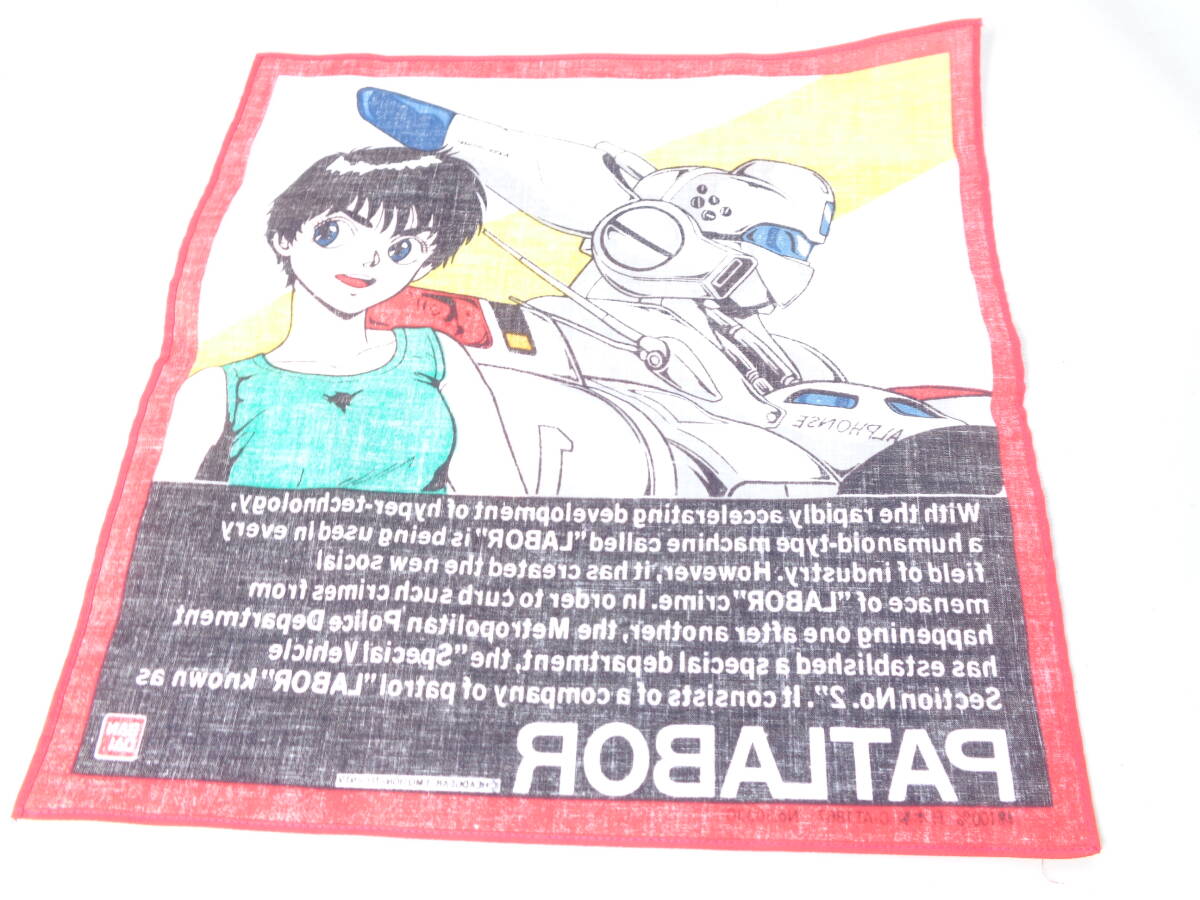 1
ALPHONSE
With the rapidly accelerating development of hyper-technology,
a humanoid-type machine called "LABOR" is being used in every
field of industry. However, it has created the new social
menace of "LABOR" crime. In order to curb such crimes from
happening one after another, the Metropolitan Police Department
has established a special department, the "Special Vehicle
Section No. 2". It consists of a company of patrol "LABOR" known as
PATLABOR
BAN
DAI